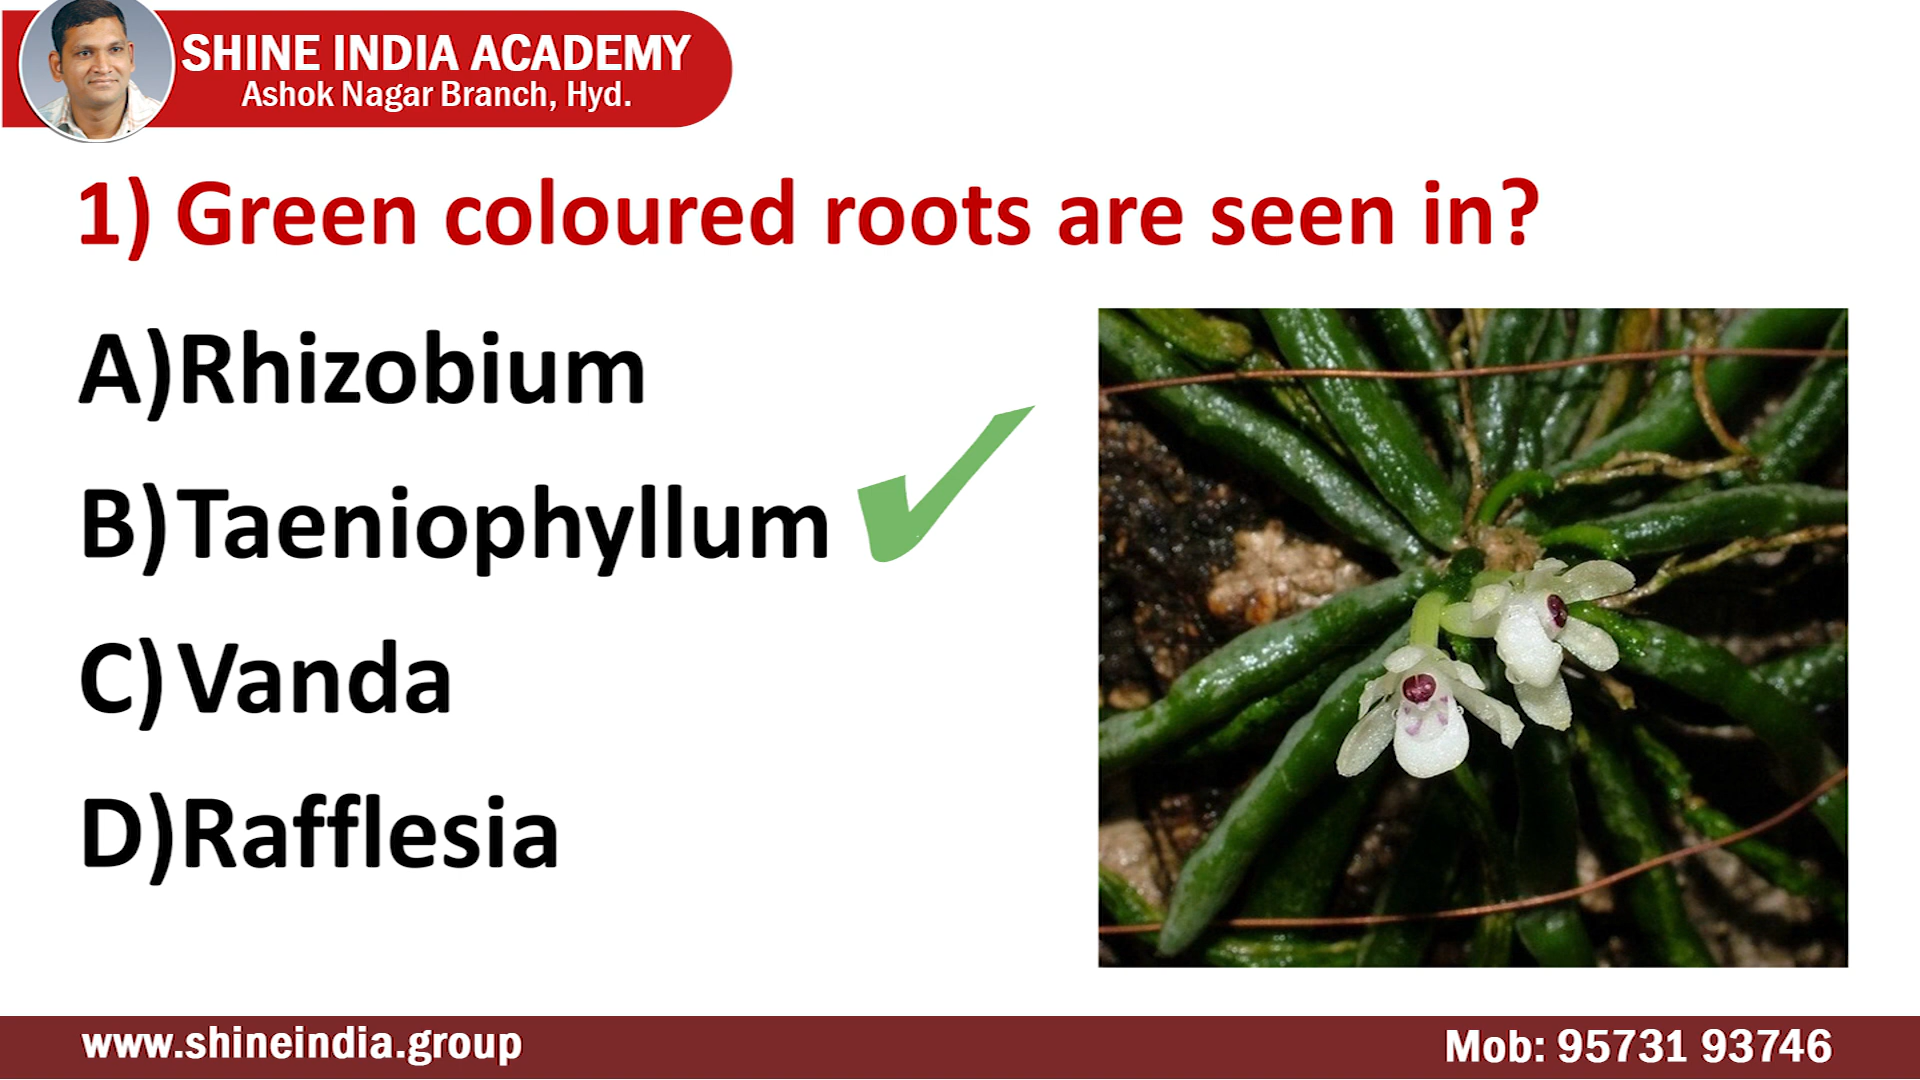 SHINE INDIA ACADEMY
Ashok Nagar Branch, Hyd.
1) Green coloured roots are seen in?
A)Rhizobium
B)Taeniophyllum
C)Vanda
D)Rafflesia
www.shineindia.group
Mob: 95731 93746